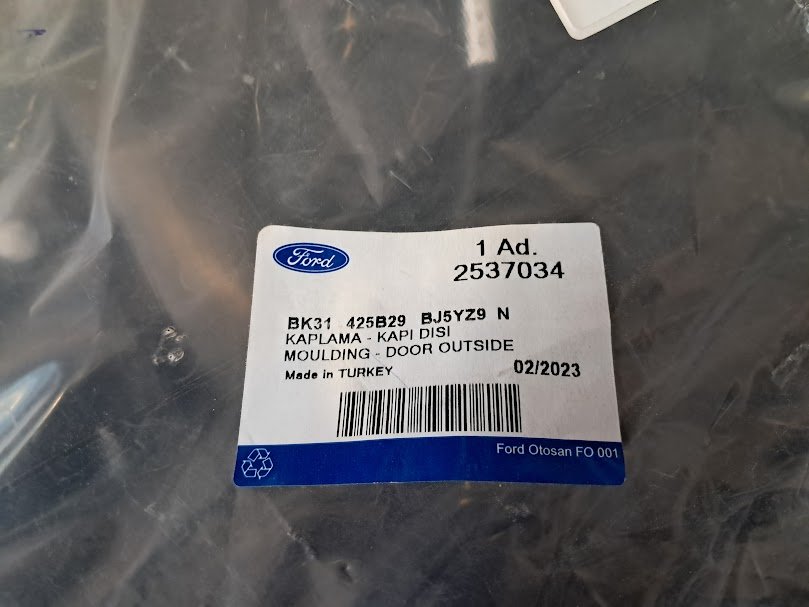 Ford
1 Ad.
2537034
BK31 425B29 BJ5YZ9 N
KAPLAMA - KAPI DISI
MOULDING - DOOR OUTSIDE
Made in TURKEY 02/2023
Ford Otosan FO 001